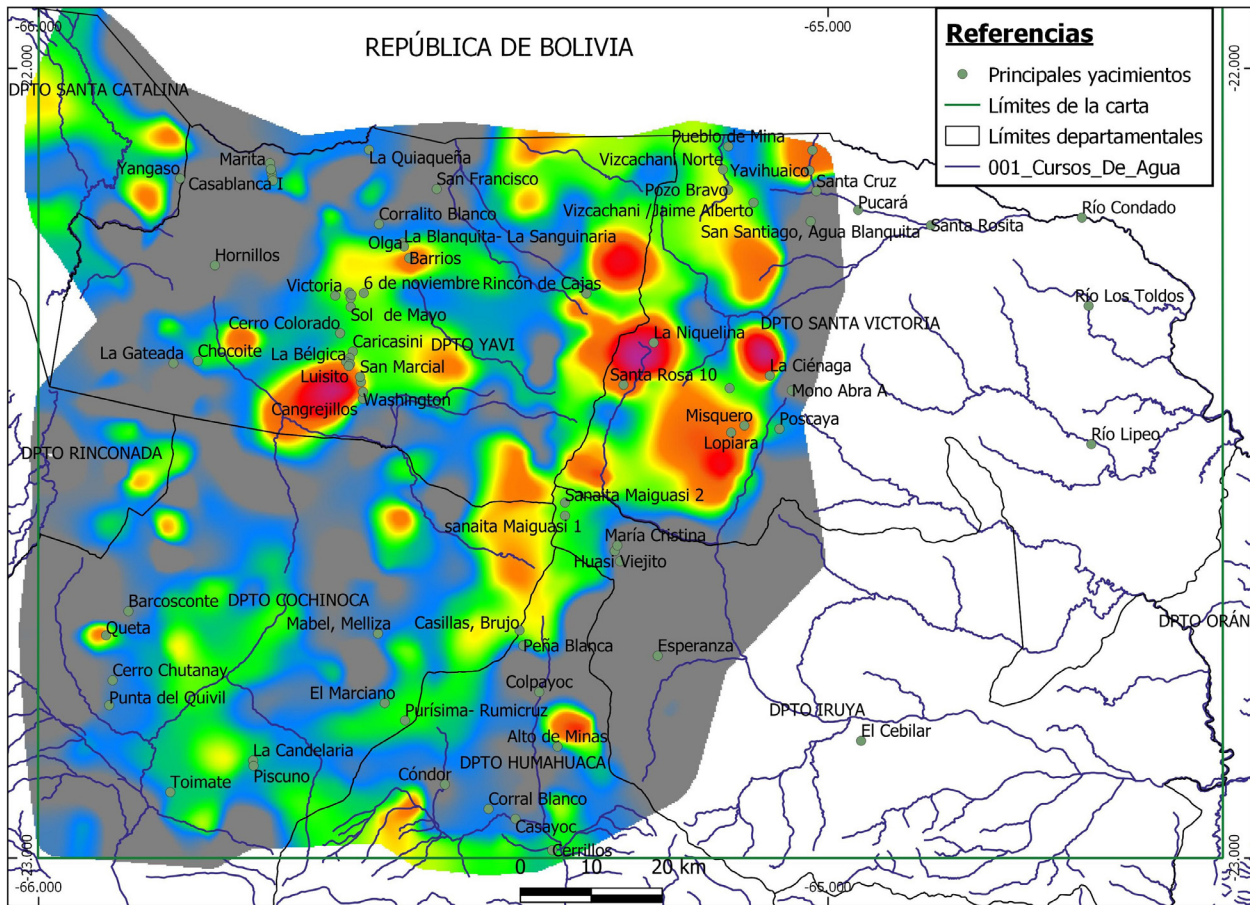 -66.000
-65.000
REPÚBLICA DE BOLIVIA
Referencias
Principales yacimientos
Límites de la carta
Límites departamentales
001_Cursos_De_Agua
-22.000
-22.000
DPTO SANTA CATALINA
Pueblo de Mina
Marita
La Quiaqueña
Vizcachani Norte
Yangaso
Yavihuaico
Casablanca I
San Francisco
Pozo Bravo
Santa Cruz
Pucará
Corralito Blanco
Vizcachani /Jaime Alberto
Río Condado
San Santiago, Agua Blanquita
Santa Rosita
Olga
La Blanquita- La Sanguinaria
Hornillos
Barrios
Victoria
6 de noviembre
Rincón de Cajas
Río Los Toldos
Sol de Mayo
Cerro Colorado
DPTO SANTA VICTORIA
La Niquelina
Caricasini
DPTO YAVI
La Gateada
Chocoite
La Bélgica
San Marcial
La Ciénaga
Luisito
Santa Rosa 10
Mono Abra A
Cangrejillos
Washington
Misquero
Poscaya
Lopiara
Río Lipeo
DPTO RINCONADA
Sanaita Maiguasi 2
sanaita Maiguasi 1
María Cristina
Huasi Viejito
Barcosconte
DPTO COCHINOCA
Mabel, Melliza
Casillas, Brujo
DPTO ORÁN
Queta
Peña Blanca
Esperanza
Cerro Chutanay
Colpayoc
Punta del Quivil
El Marciano
Purísima- Rumicruz
DPTO IRUYA
El Cebilar
Alto de Minas
La Candelaria
DPTO HUMAHUACA
Piscuno
Toimate
Cóndor
Corral Blanco
Casayoc
Cerrillos
-23.000
-23.000
0 10 20 km
-66.000
-65.000